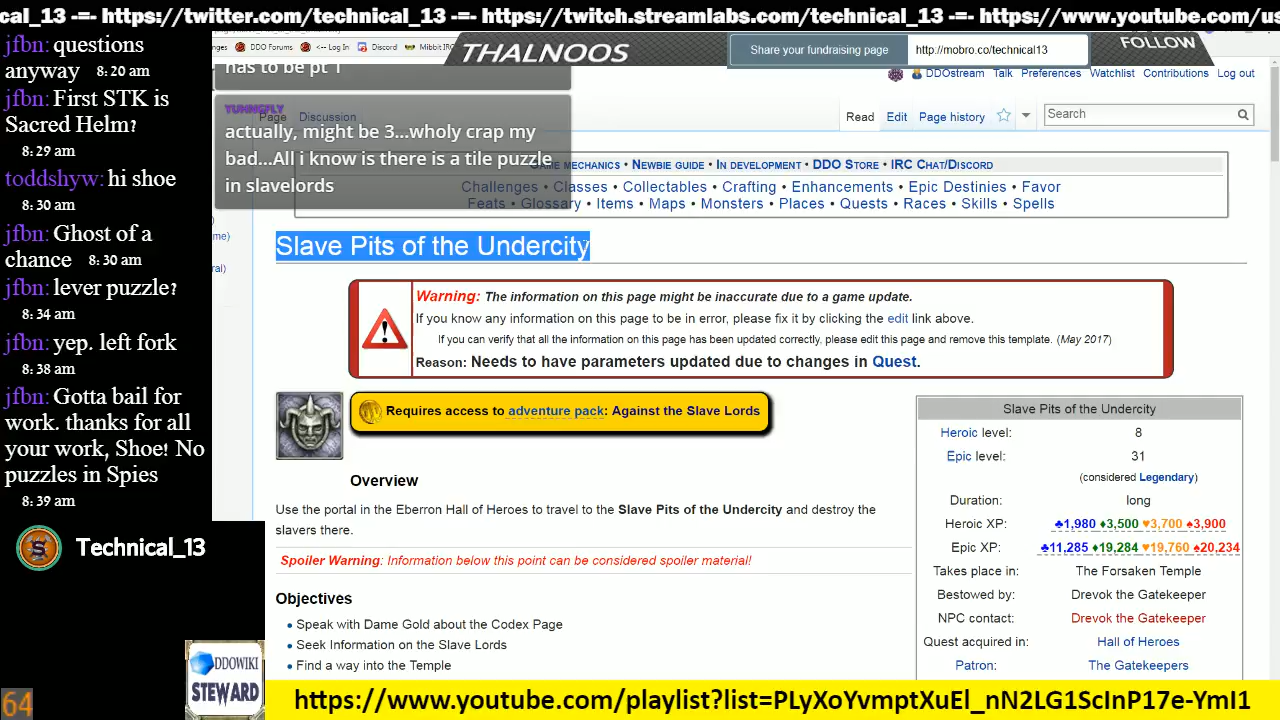 cal_13 -=- https://twitter.com/technical_13 -=- https://twitch.streamlabs.com/technical_13 -=- https://www.youtube.com/us
jfbn: questions
anyway 8:20 am
jfbn: First STK is
Sacred Helm?
8:29 am
toddshyw: hi shoe
8:30 am
jfbn: Ghost of a
chance 8:30 am
jfbn: lever puzzle?
8:34 am
jfbn: yep. left fork
8:38 am
jfbn: Gotta bail for
work. thanks for all
your work, Shoe! No
puzzles in Spies
8:39 am
Technical_13
DDOWIKI
STEWARD
64
DDO Forums <-- Log In Discord Mibbit IRC
THALNOOS
Share your fundraising page http://mobro.co/technical13
FOLLOW
has to be pt 1
DDOstream Talk Preferences Watchlist Contributions Log out
YUHNGFLY
actually, might be 3...wholy crap my
bad...All i know is there is a tile puzzle
in slavelords
Page Discussion
Read Edit View Page history Search
GAME MECHANICS • NEWBIE GUIDE • IN DEVELOPMENT • DDO STORE • IRC CHAT/DISCORD
Challenges • Classes • Collectables • Crafting • Enhancements • Epic Destinies • Favor
Feats • Glossary • Items • Maps • Monsters • Places • Quests • Races • Skills • Spells
Slave Pits of the Undercity
Warning: The information on this page might be inaccurate due to a game update.
If you know any information on this page to be in error, please fix it by clicking the edit link above.
If you can verify that all the information on this page has been updated correctly, please edit this page and remove this template. (May 2017)
Reason: Needs to have parameters updated due to changes in Quest.
Requires access to adventure pack: Against the Slave Lords
Overview
Use the portal in the Eberron Hall of Heroes to travel to the Slave Pits of the Undercity and destroy the
slavers there.
Spoiler Warning: Information below this point can be considered spoiler material!
Objectives
• Speak with Dame Gold about the Codex Page
• Seek Information on the Slave Lords
• Find a way into the Temple
Slave Pits of the Undercity
Heroic level: 8
Epic level: 31
(considered Legendary)
Duration: long
Heroic XP: ♣1,980 ♦3,500 ♥3,700 ♠3,900
Epic XP: ♣11,285 ♦19,284 ♥19,760 ♠20,234
Takes place in: The Forsaken Temple
Bestowed by: Drevok the Gatekeeper
NPC contact: Drevok the Gatekeeper
Quest acquired in: Hall of Heroes
Patron: The Gatekeepers
https://www.youtube.com/playlist?list=PLyXoYvmptXuEl_nN2LG1ScInP17e-YmI1